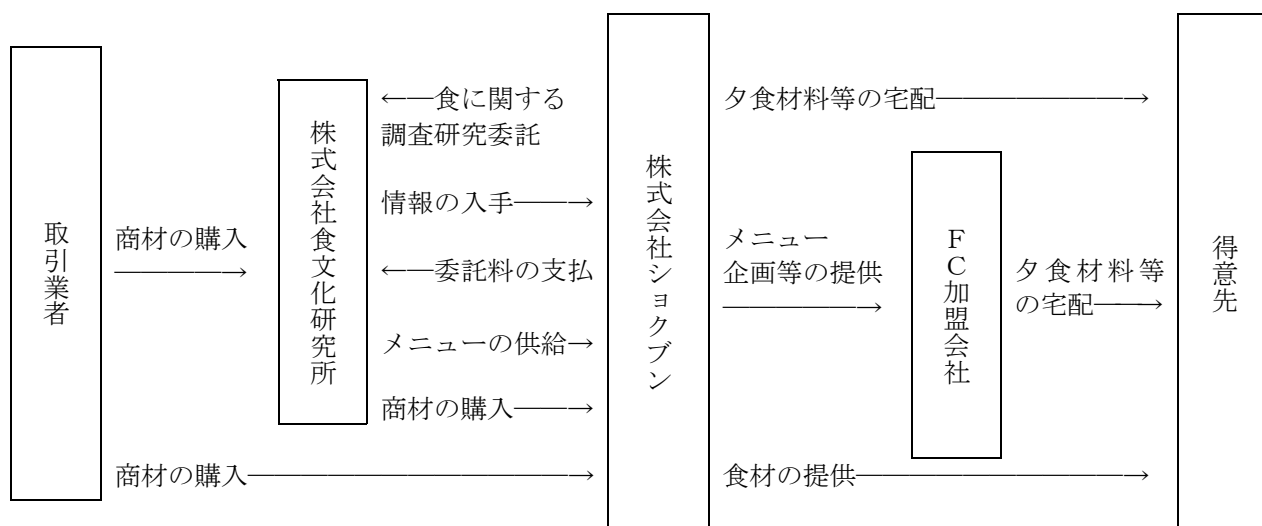 取引業者
商材の購入
商材の購入
株式会社食文化研究所
←―食に関する
調査研究委託
情報の入手――→
←―委託料の支払
メニューの供給→
商材の購入――→
株式会社ショクブン
夕食材料等の宅配
メニュー
企画等の提供
食材の提供
FC加盟会社
夕食材料等
の宅配
得意先